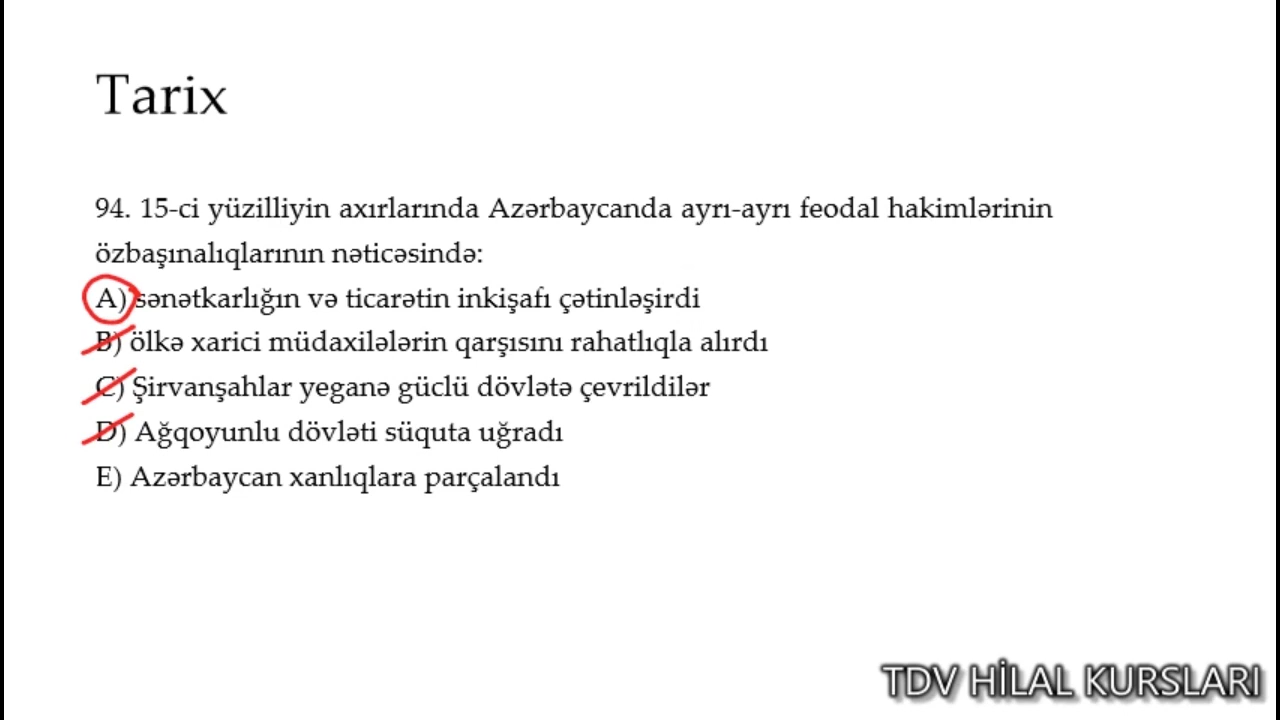 Tarix
94. 15-ci yüzilliyin axırlarında Azərbaycanda ayrı-ayrı feodal hakimlərinin
özbaşınalıqlarının nəticəsində:
A) sənətkarlığın və ticarətin inkişafı çətinləşirdi
B) ölkə xarici müdaxilələrin qarşısını rahatlıqla alırdı
C) Şirvanşahlar yeganə güclü dövlətə çevrildilər
D) Ağqoyunlu dövləti süquta uğradı
E) Azərbaycan xanlıqlara parçalandı
TDV HİLAL KURSLARI